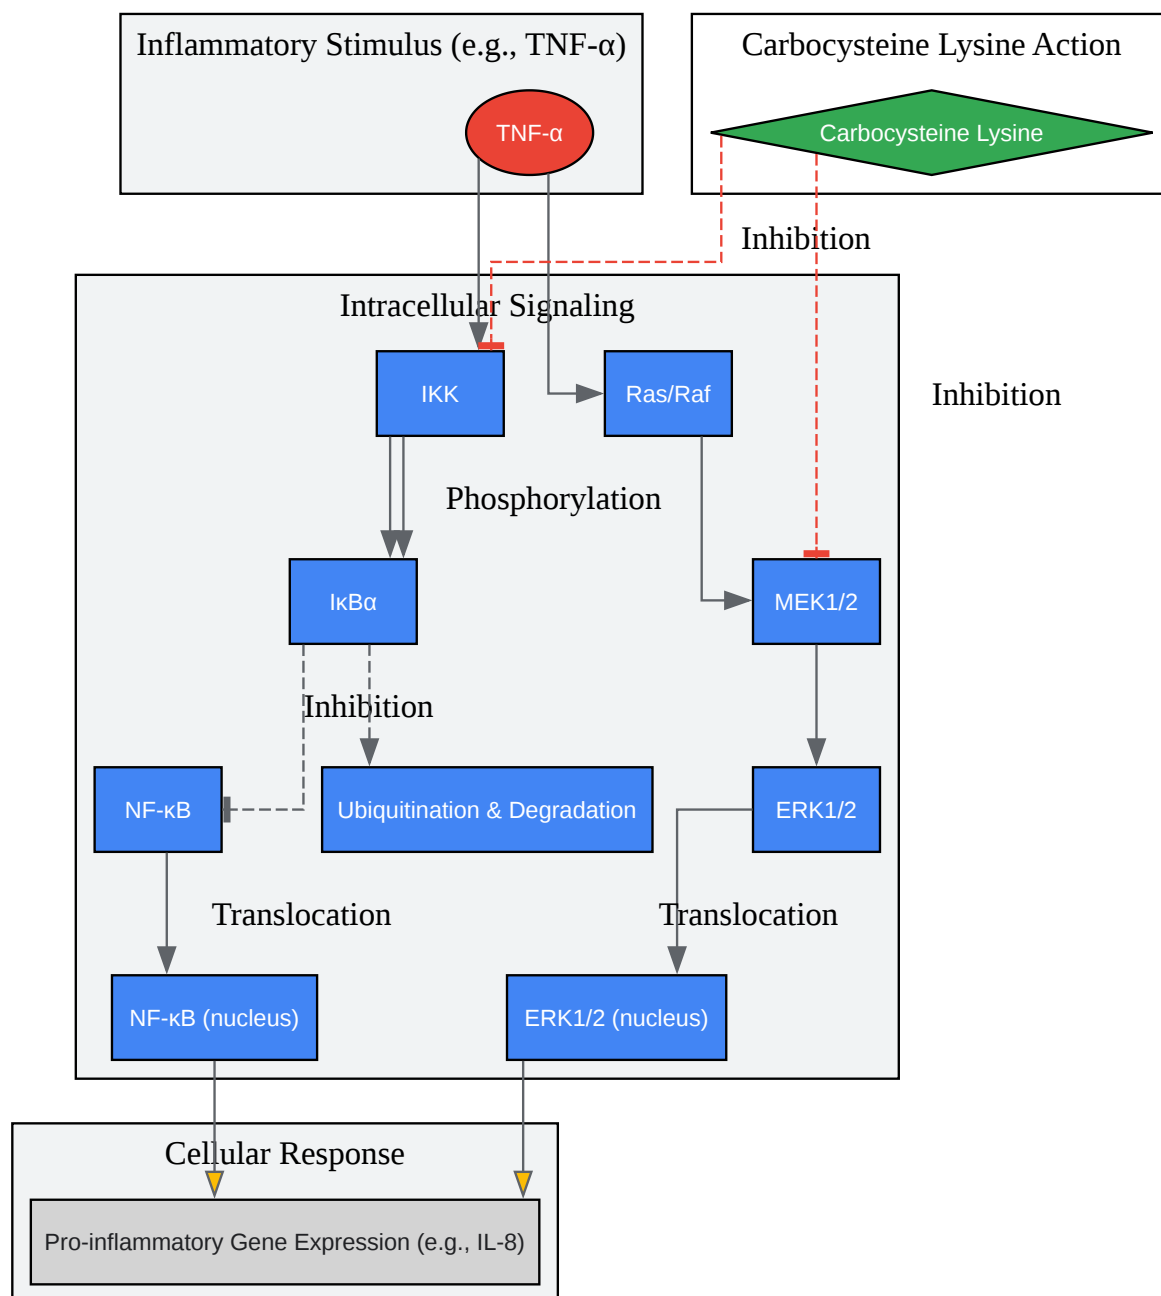 Inflammatory Stimulus (e.g., TNF-α)
Carbocysteine Lysine Action
TNF-α
Carbocysteine Lysine
Inhibition
Intracellular Signaling
IKK
Ras/Raf
Inhibition
Phosphorylation
IκBα
MEK1/2
Inhibition
NF-κB
Ubiquitination & Degradation
ERK1/2
Translocation
Translocation
NF-κB (nucleus)
ERK1/2 (nucleus)
Cellular Response
Pro-inflammatory Gene Expression (e.g., IL-8)